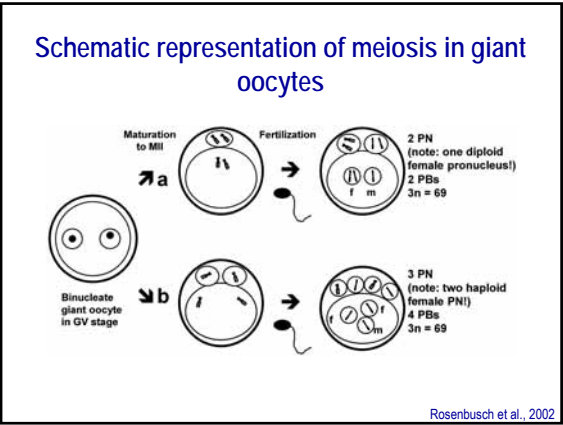 Schematic representation of meiosis in giant
oocytes
Maturation
to MII
Fertilization
a
2 PN
(note: one diploid
female pronucleus!)
2 PBs
3n = 69
f m
Binucleate
giant oocyte
in GV stage
b
3 PN
(note: two haploid
female PN!)
4 PBs
3n = 69
f
f
m
Rosenbusch et al., 2002